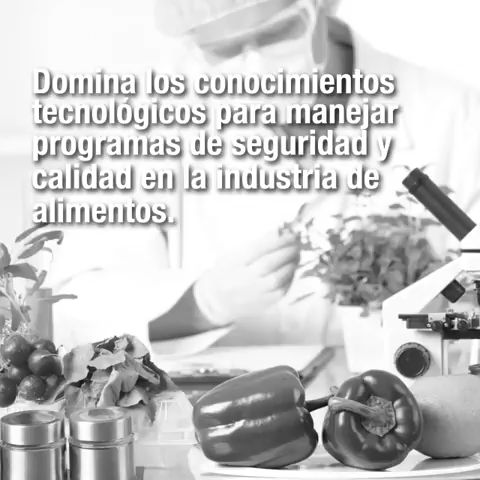 Domina los conocimientos
tecnológicos para manejar
programas de seguridad y
calidad en la industria de
alimentos.